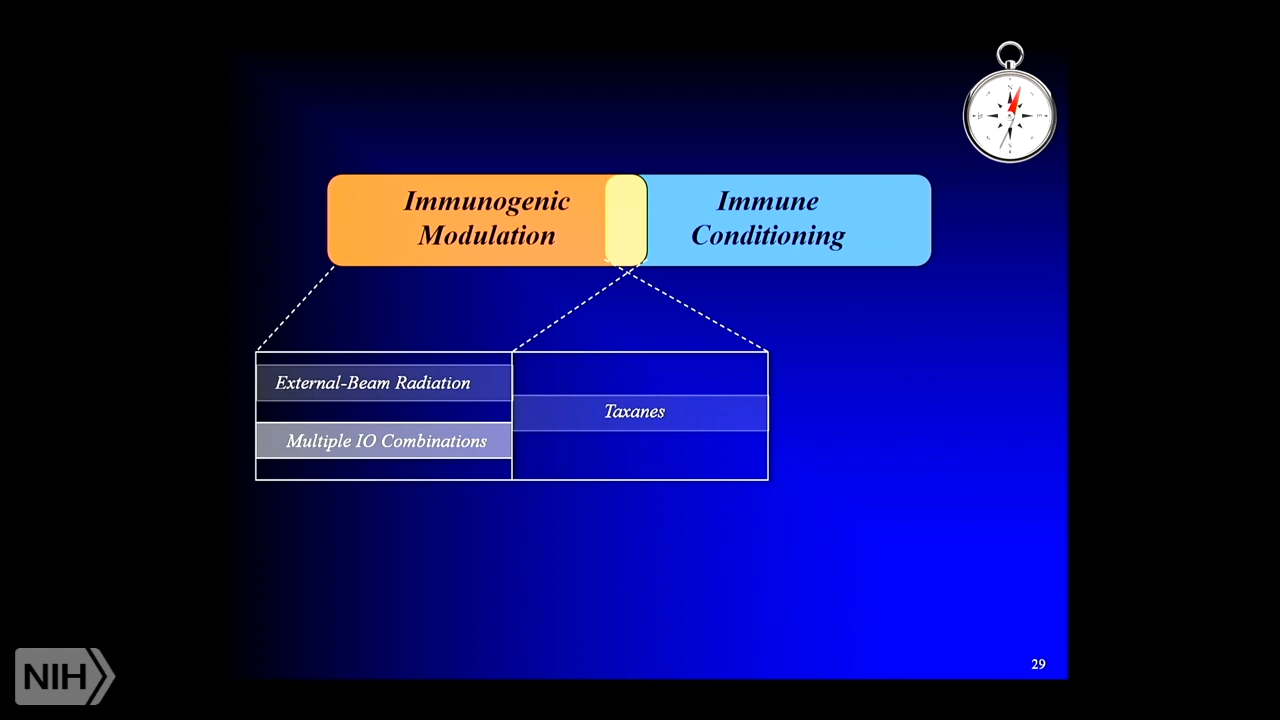 Immunogenic
Modulation
Immune
Conditioning
External-Beam Radiation
Multiple IO Combinations
Taxanes
29
NIH